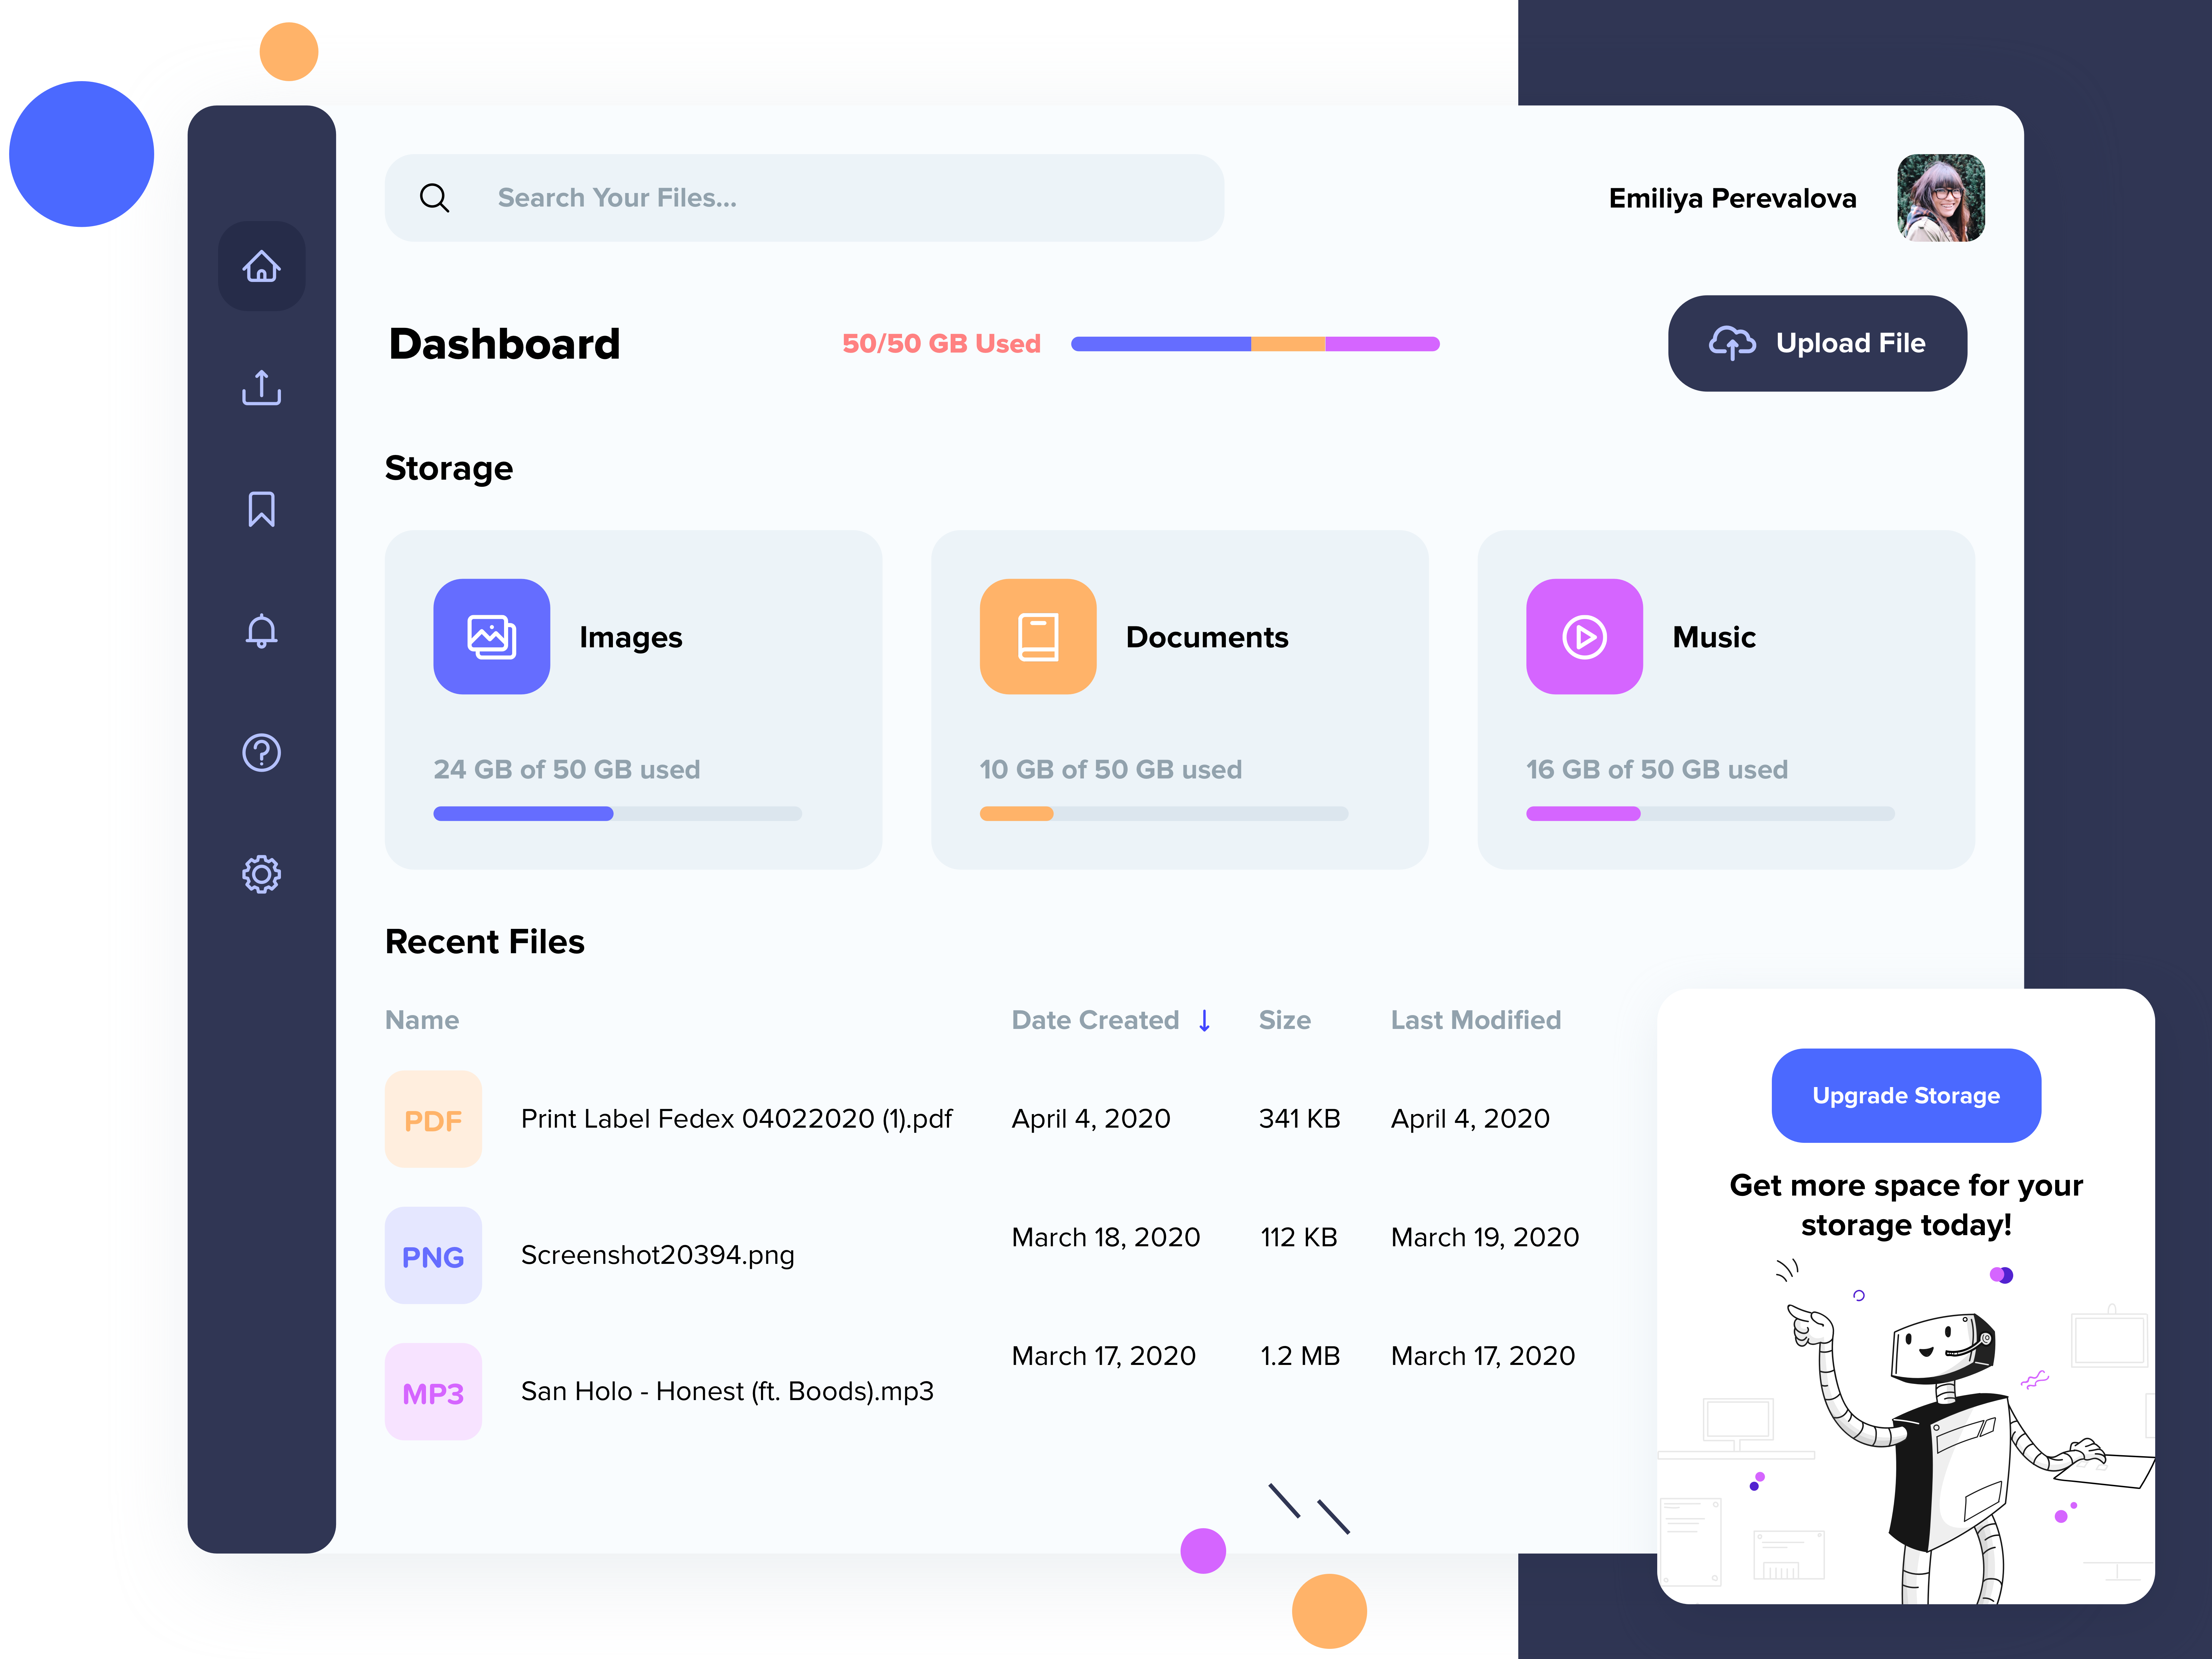 Search Your Files...
Emiliya Perevalova
Dashboard
50/50 GB Used
Upload File
Storage
Images
Documents
Music
24 GB of 50 GB used
10 GB of 50 GB used
16 GB of 50 GB used
Recent Files
Name
Date Created ↓
Size
Last Modified
PDF
Print Label Fedex 04022020 (1).pdf
April 4, 2020
341 KB
April 4, 2020
PNG
Screenshot20394.png
March 18, 2020
112 KB
March 19, 2020
MP3
San Holo - Honest (ft. Boods).mp3
March 17, 2020
1.2 MB
March 17, 2020
Upgrade Storage
Get more space for your
storage today!